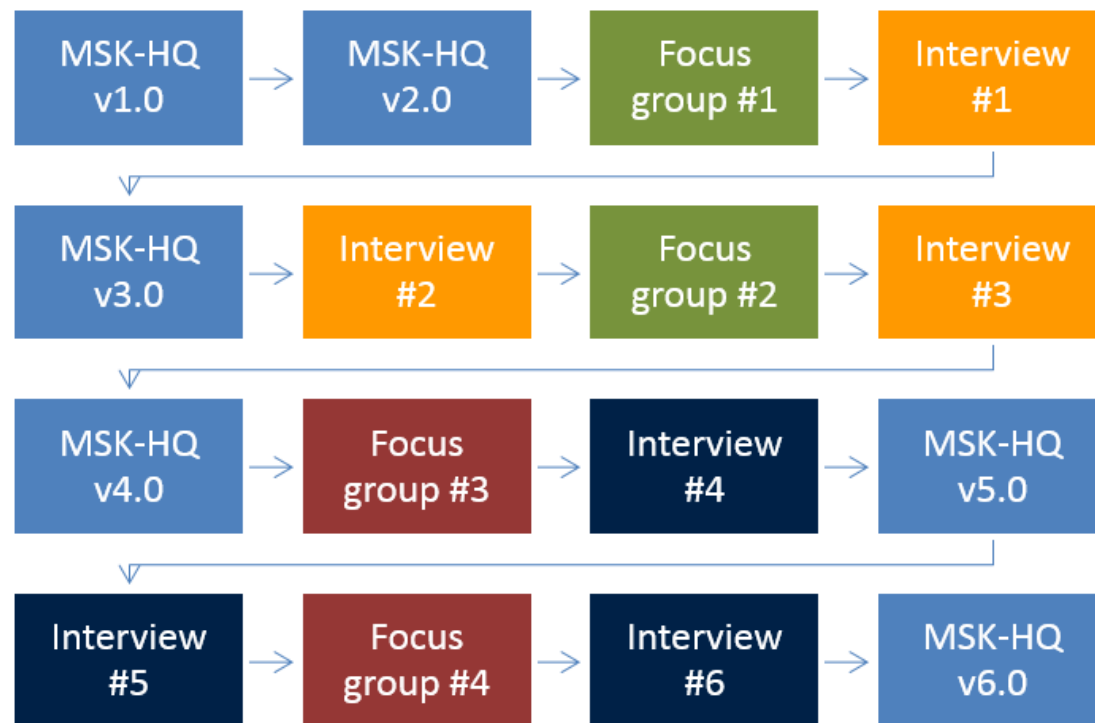 MSK-HQ
v1.0
MSK-HQ
v2.0
Focus
group #1
Interview
#1
MSK-HQ
v3.0
Interview
#2
Focus
group #2
Interview
#3
MSK-HQ
v4.0
Focus
group #3
Interview
#4
MSK-HQ
v5.0
Interview
#5
Focus
group #4
Interview
#6
MSK-HQ
v6.0